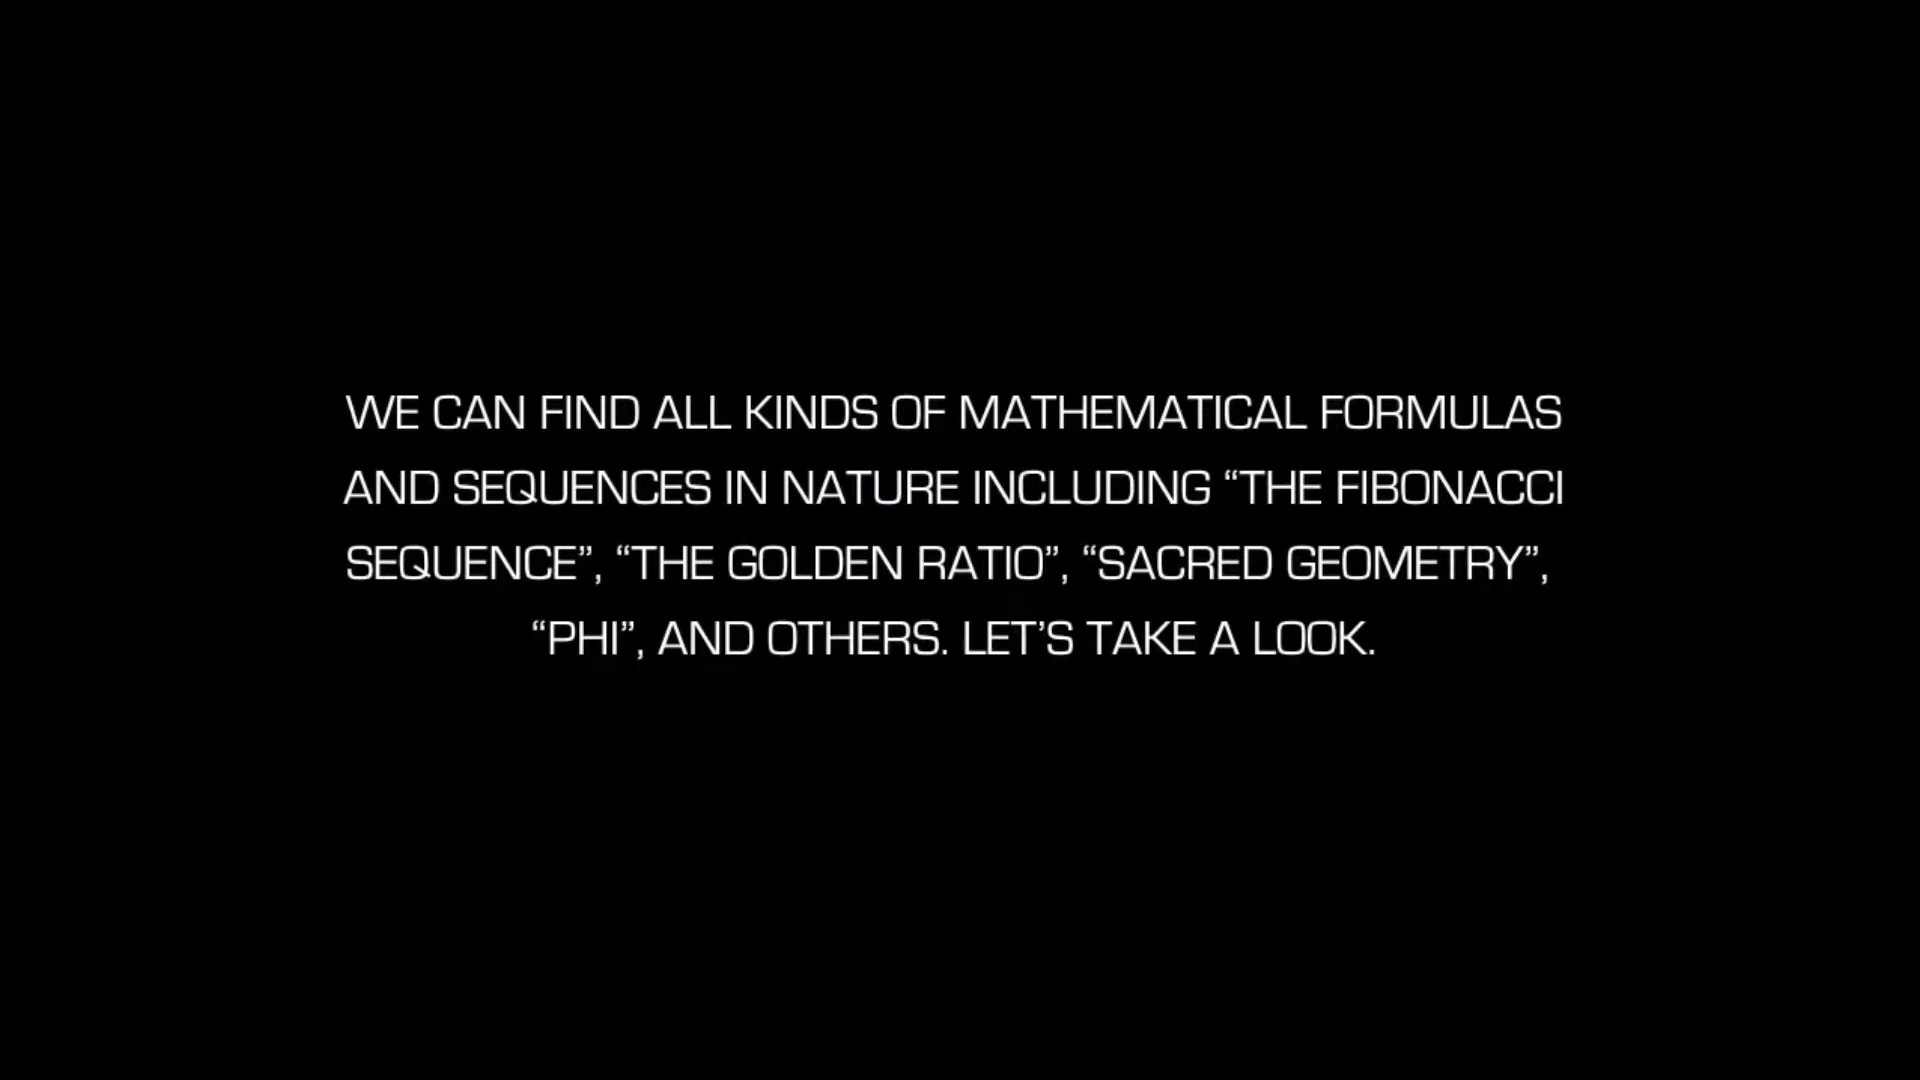 WE CAN FIND ALL KINDS OF MATHEMATICAL FORMULAS
AND SEQUENCES IN NATURE INCLUDING “THE FIBONACCI
SEQUENCE”, “THE GOLDEN RATIO”, “SACRED GEOMETRY”,
“PHI”, AND OTHERS. LET’S TAKE A LOOK.